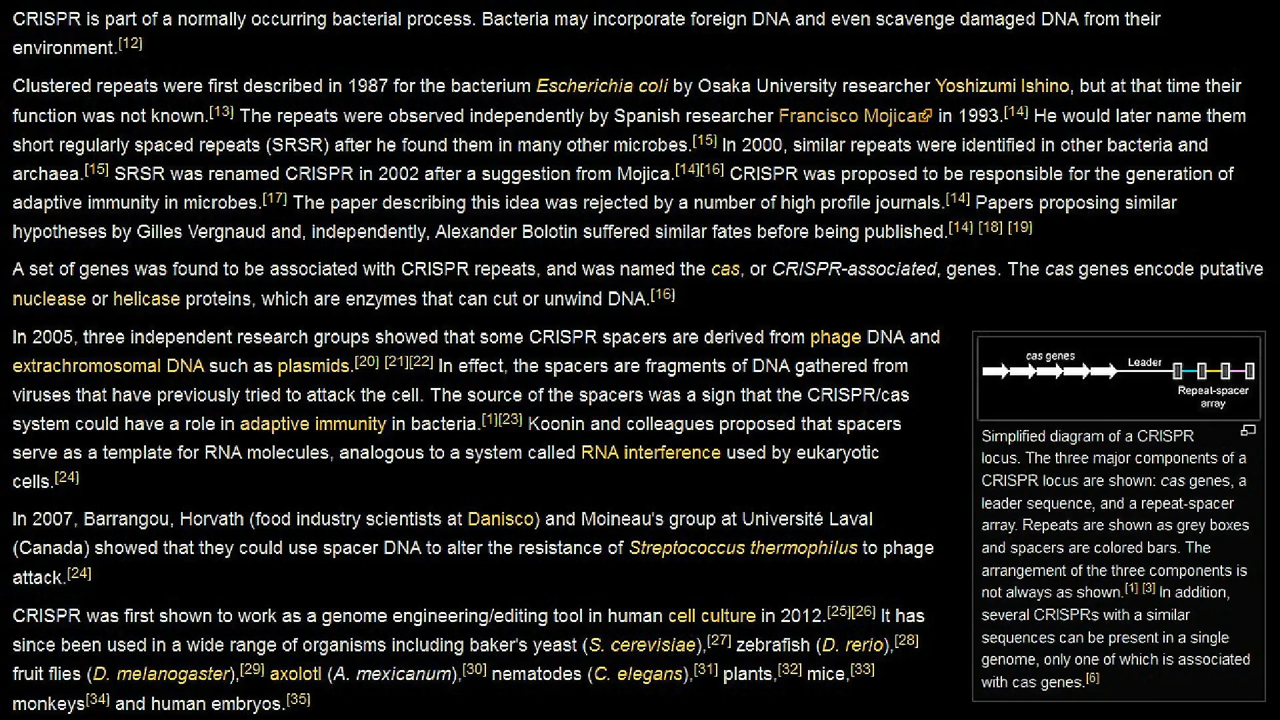 CRISPR is part of a normally occurring bacterial process. Bacteria may incorporate foreign DNA and even scavenge damaged DNA from their
environment.[12]
Clustered repeats were first described in 1987 for the bacterium Escherichia coli by Osaka University researcher Yoshizumi Ishino, but at that time their
function was not known.[13] The repeats were observed independently by Spanish researcher Francisco Mojica in 1993.[14] He would later name them
short regularly spaced repeats (SRSR) after he found them in many other microbes.[15] In 2000, similar repeats were identified in other bacteria and
archaea.[15] SRSR was renamed CRISPR in 2002 after a suggestion from Mojica.[14][16] CRISPR was proposed to be responsible for the generation of
adaptive immunity in microbes.[17] The paper describing this idea was rejected by a number of high profile journals.[14] Papers proposing similar
hypotheses by Gilles Vergnaud and, independently, Alexander Bolotin suffered similar fates before being published.[14] [18] [19]
A set of genes was found to be associated with CRISPR repeats, and was named the cas, or CRISPR-associated, genes. The cas genes encode putative
nuclease or helicase proteins, which are enzymes that can cut or unwind DNA.[16]
In 2005, three independent research groups showed that some CRISPR spacers are derived from phage DNA and
extrachromosomal DNA such as plasmids.[20] [21][22] In effect, the spacers are fragments of DNA gathered from
viruses that have previously tried to attack the cell. The source of the spacers was a sign that the CRISPR/cas
system could have a role in adaptive immunity in bacteria.[1][23] Koonin and colleagues proposed that spacers
serve as a template for RNA molecules, analogous to a system called RNA interference used by eukaryotic
cells.[24]
In 2007, Barrangou, Horvath (food industry scientists at Danisco) and Moineau's group at Université Laval
(Canada) showed that they could use spacer DNA to alter the resistance of Streptococcus thermophilus to phage
attack.[24]
CRISPR was first shown to work as a genome engineering/editing tool in human cell culture in 2012.[25][26] It has
since been used in a wide range of organisms including baker's yeast (S. cerevisiae),[27] zebrafish (D. rerio),[28]
fruit flies (D. melanogaster),[29] axolotl (A. mexicanum),[30] nematodes (C. elegans),[31] plants,[32] mice,[33]
monkeys[34] and human embryos.[35]
cas genes
Leader
Repeat-spacer
array
Simplified diagram of a CRISPR
locus. The three major components of a
CRISPR locus are shown: cas genes, a
leader sequence, and a repeat-spacer
array. Repeats are shown as grey boxes
and spacers are colored bars. The
arrangement of the three components is
not always as shown.[1] [3] In addition,
several CRISPRs with a similar
sequences can be present in a single
genome, only one of which is associated
with cas genes.[6]